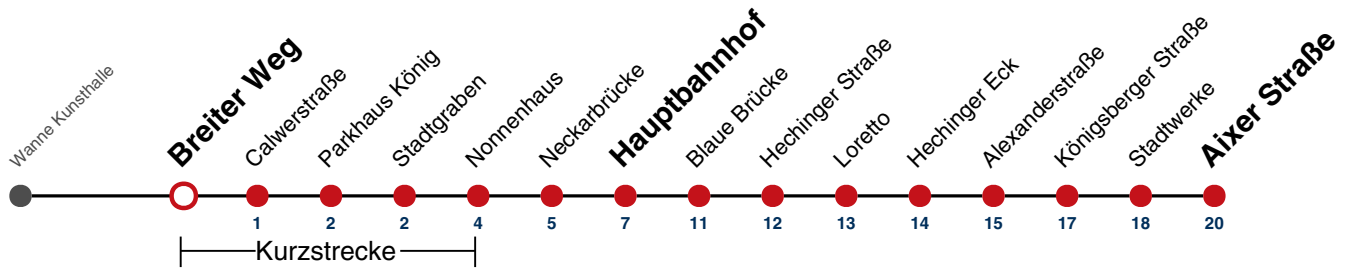 Wanne Kunsthalle
Breiter Weg
Calwerstraße
Parkhaus König
Stadtgraben
Nonnenhaus
Neckarbrücke
Hauptbahnhof
Blaue Brücke
Hechinger Straße
Loretto
Hechinger Eck
Alexanderstraße
Königsberger Straße
Stadtwerke
Aixer Straße
1 2 2 4 5 7 11 12 13 14 15 17 18 20
Kurzstrecke